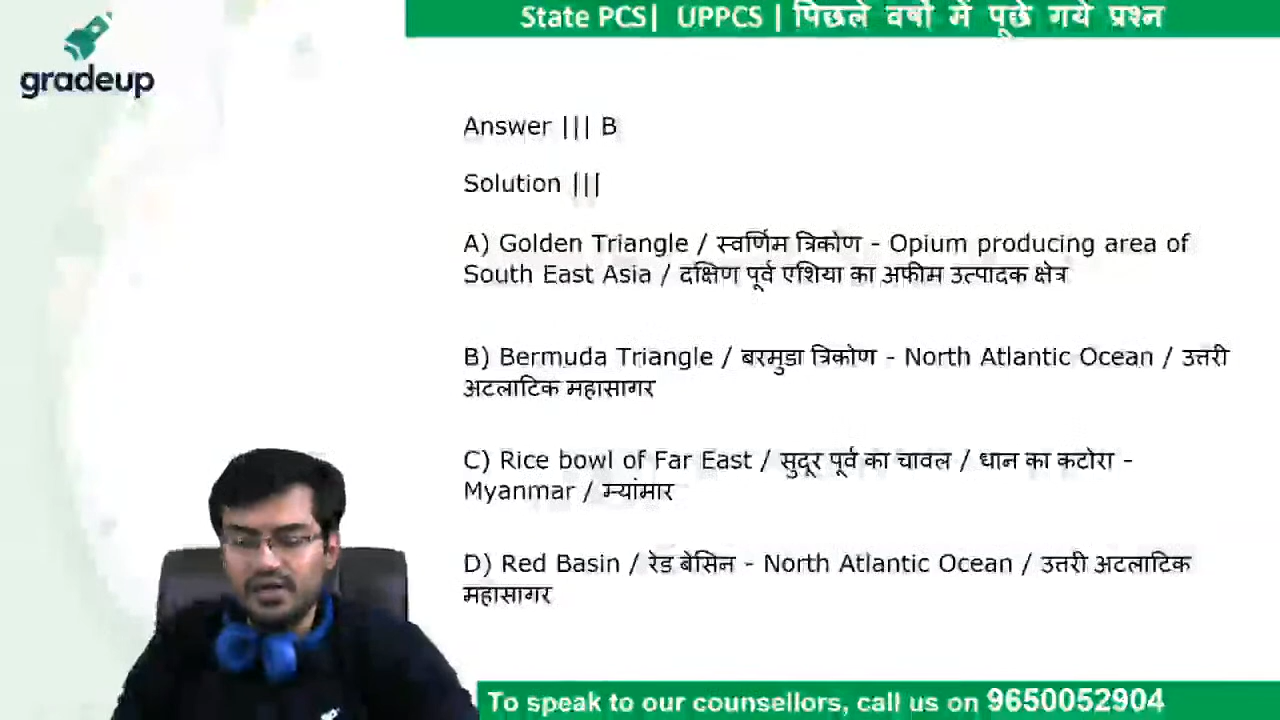 State PCS| UPPCS | पिछले वर्षो में पूछे गये प्रश्न
gradeup
Answer ||| B
Solution |||
A) Golden Triangle / स्वर्णिम त्रिकोण - Opium producing area of
South East Asia / दक्षिण पूर्व एशिया का अफीम उत्पादक क्षेत्र
B) Bermuda Triangle / बरमुडा त्रिकोण - North Atlantic Ocean / उत्तरी
अटलाटिक महासागर
C) Rice bowl of Far East / सुदूर पूर्व का चावल / धान का कटोरा -
Myanmar / म्यांमार
D) Red Basin / रेड बेसिन - North Atlantic Ocean / उत्तरी अटलाटिक
महासागर
To speak to our counsellors, call us on 9650052904